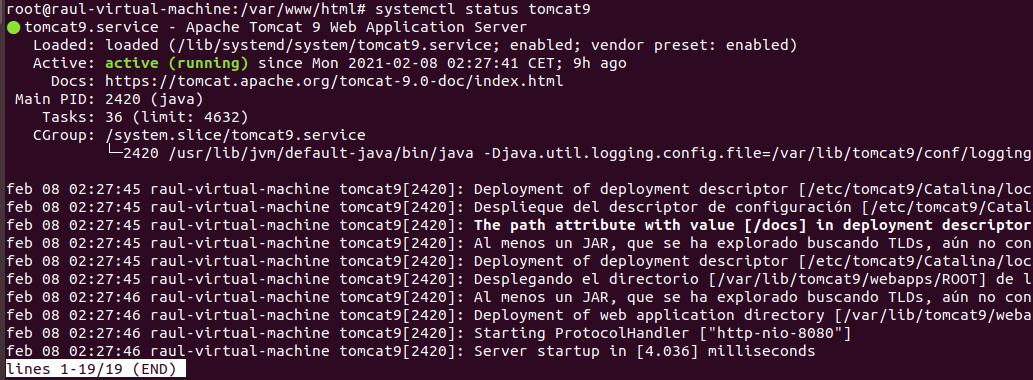 root@raul-virtual-machine:/var/www/html# systemctl status tomcat9
● tomcat9.service - Apache Tomcat 9 Web Application Server
   Loaded: loaded (/lib/systemd/system/tomcat9.service; enabled; vendor preset: enabled)
   Active: active (running) since Mon 2021-02-08 02:27:41 CET; 9h ago
     Docs: https://tomcat.apache.org/tomcat-9.0-doc/index.html
 Main PID: 2420 (java)
    Tasks: 36 (limit: 4632)
   CGroup: /system.slice/tomcat9.service
           └─2420 /usr/lib/jvm/default-java/bin/java -Djava.util.logging.config.file=/var/lib/tomcat9/conf/logging
feb 08 02:27:45 raul-virtual-machine tomcat9[2420]: Deployment of deployment descriptor [/etc/tomcat9/Catalina/loc
feb 08 02:27:45 raul-virtual-machine tomcat9[2420]: Desplieque del descriptor de configuración [/etc/tomcat9/Catal
feb 08 02:27:45 raul-virtual-machine tomcat9[2420]: The path attribute with value [/docs] in deployment descriptor
feb 08 02:27:45 raul-virtual-machine tomcat9[2420]: Al menos un JAR, que se ha explorado buscando TLDs, aún no con
feb 08 02:27:45 raul-virtual-machine tomcat9[2420]: Deployment of deployment descriptor [/etc/tomcat9/Catalina/loc
feb 08 02:27:45 raul-virtual-machine tomcat9[2420]: Desplegando el directorio [/var/lib/tomcat9/webapps/ROOT] de l
feb 08 02:27:46 raul-virtual-machine tomcat9[2420]: Al menos un JAR, que se ha explorado buscando TLDs, aún no con
feb 08 02:27:46 raul-virtual-machine tomcat9[2420]: Deployment of web application directory [/var/lib/tomcat9/weba
feb 08 02:27:46 raul-virtual-machine tomcat9[2420]: Starting ProtocolHandler ["http-nio-8080"]
feb 08 02:27:46 raul-virtual-machine tomcat9[2420]: Server startup in [4.036] milliseconds
lines 1-19/19 (END)